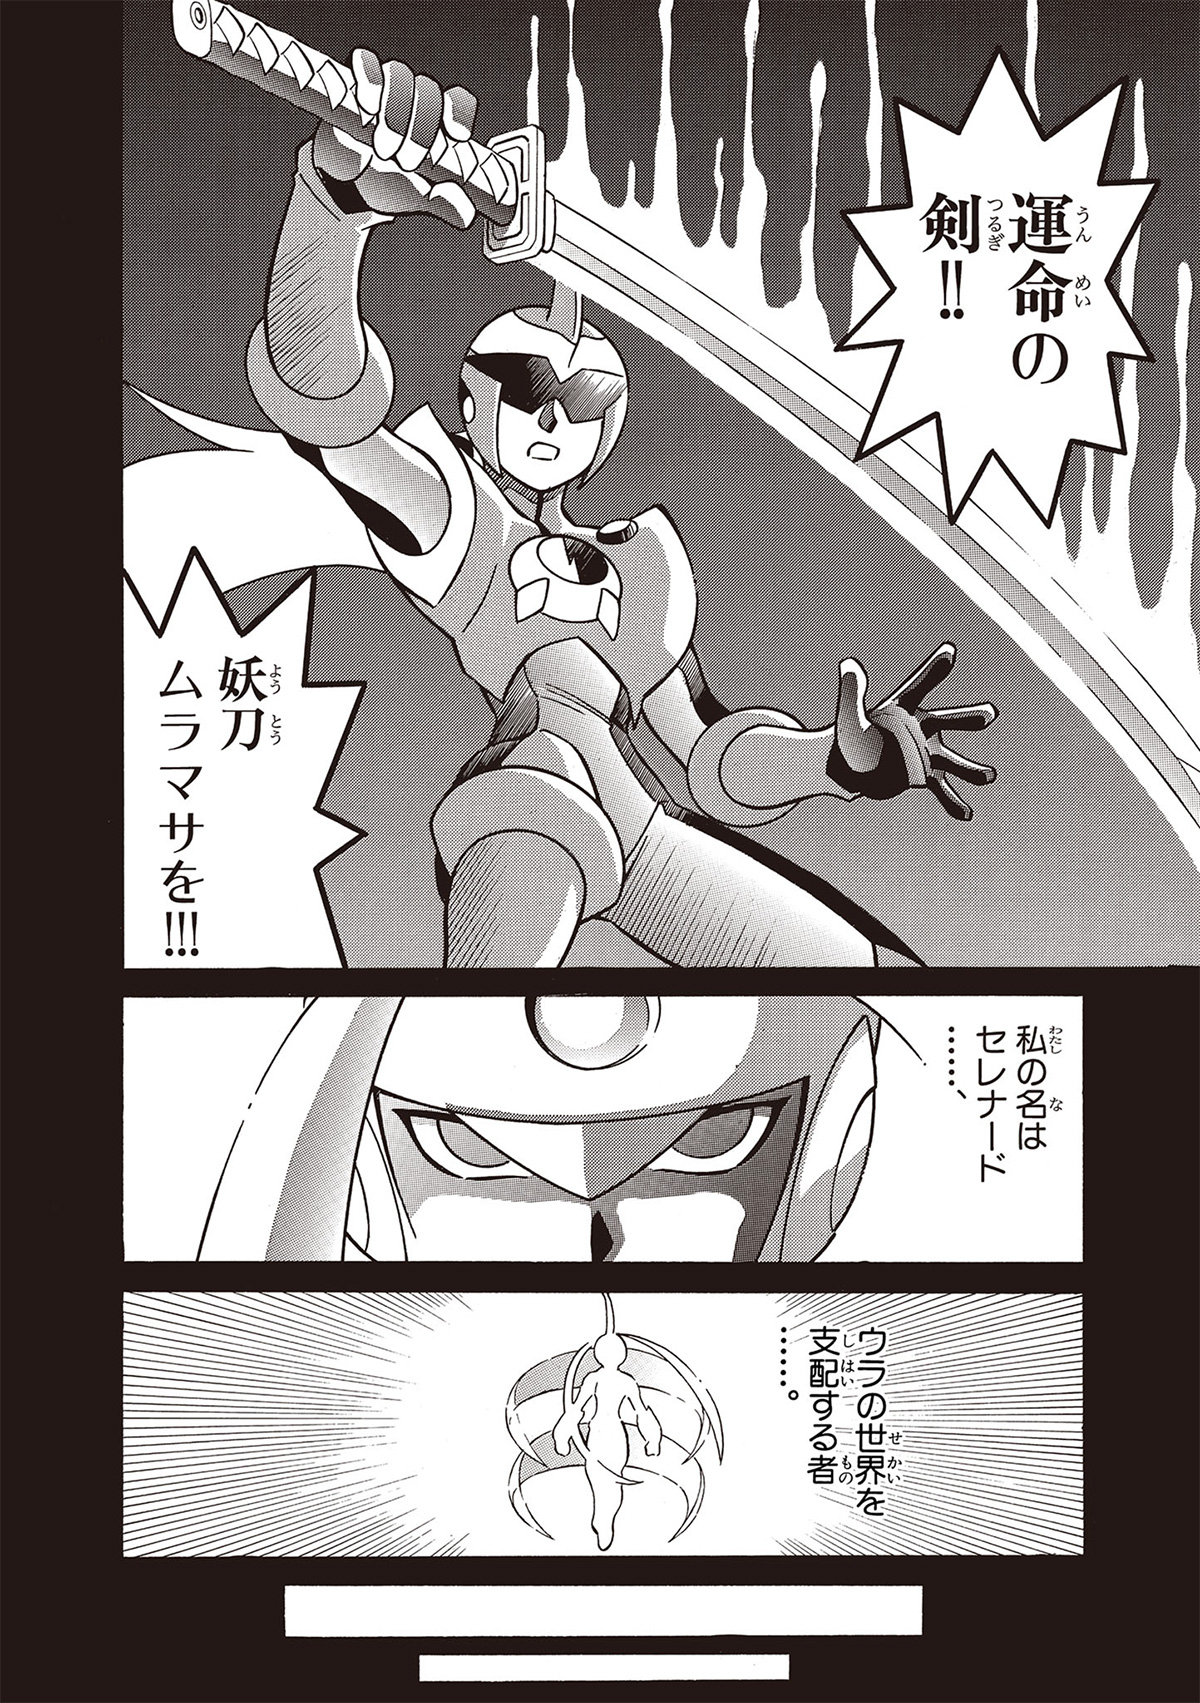 運命の
剣!!
妖刀
ムラマサを!!!
私の名は
セレナード
……、
ウラの世界を
支配する者
……。